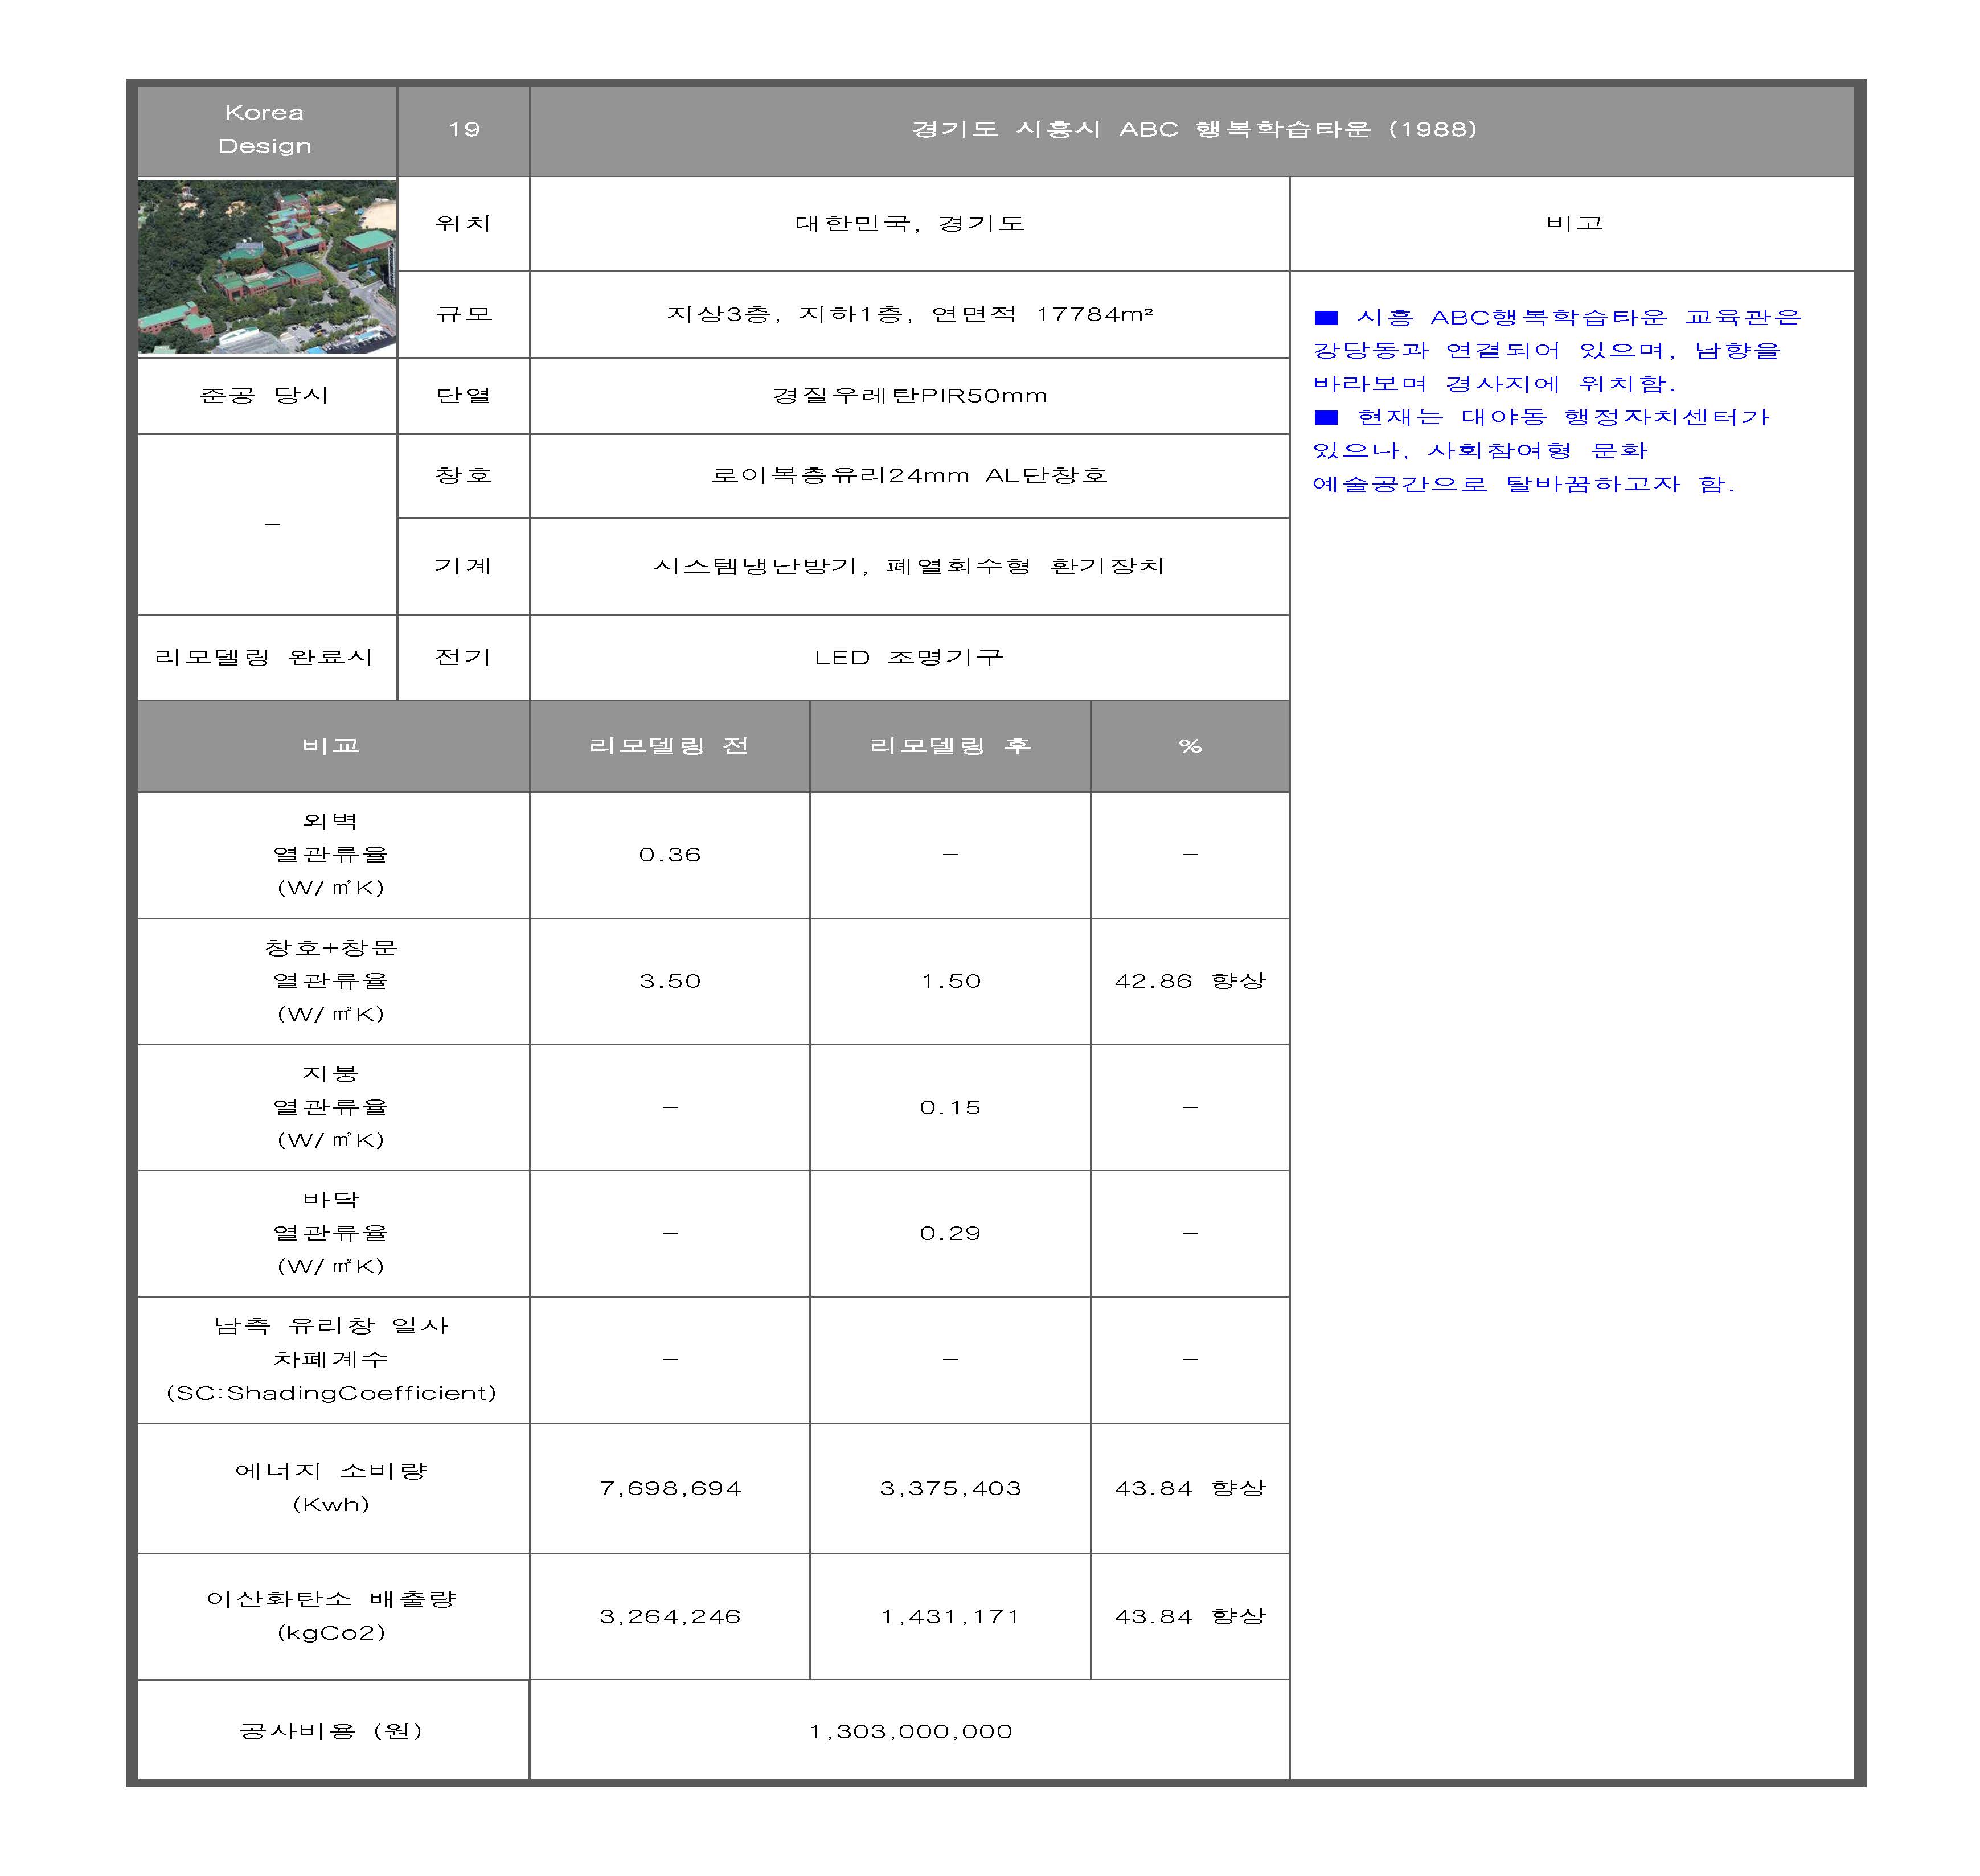 Korea
Design
19
경기도 시흥시 ABC 행복학습타운 (1988)
위치
대한민국, 경기도
비고
규모
지상3층, 지하1층, 연면적 17784m²
■ 시흥 ABC행복학습타운 교육관은
강당동과 연결되어 있으며, 남향을
바라보며 경사지에 위치함.
■ 현재는 대야동 행정자치센터가
있으나, 사회참여형 문화
예술공간으로 탈바꿈하고자 함.
준공 당시
단열
경질우레탄PIR50mm
–
창호
로이복층유리24mm AL단창호
기계
시스템냉난방기, 폐열회수형 환기장치
리모델링 완료시
전기
LED 조명기구
비교
리모델링 전
리모델링 후
%
외벽
열관류율
(W/㎡K)
0.36
–
–
창호+창문
열관류율
(W/㎡K)
3.50
1.50
42.86 향상
지붕
열관류율
(W/㎡K)
–
0.15
–
바닥
열관류율
(W/㎡K)
–
0.29
–
남측 유리창 일사
차폐계수
(SC:ShadingCoefficient)
–
–
–
에너지 소비량
(Kwh)
7,698,694
3,375,403
43.84 향상
이산화탄소 배출량
(kgCo2)
3,264,246
1,431,171
43.84 향상
공사비용 (원)
1,303,000,000